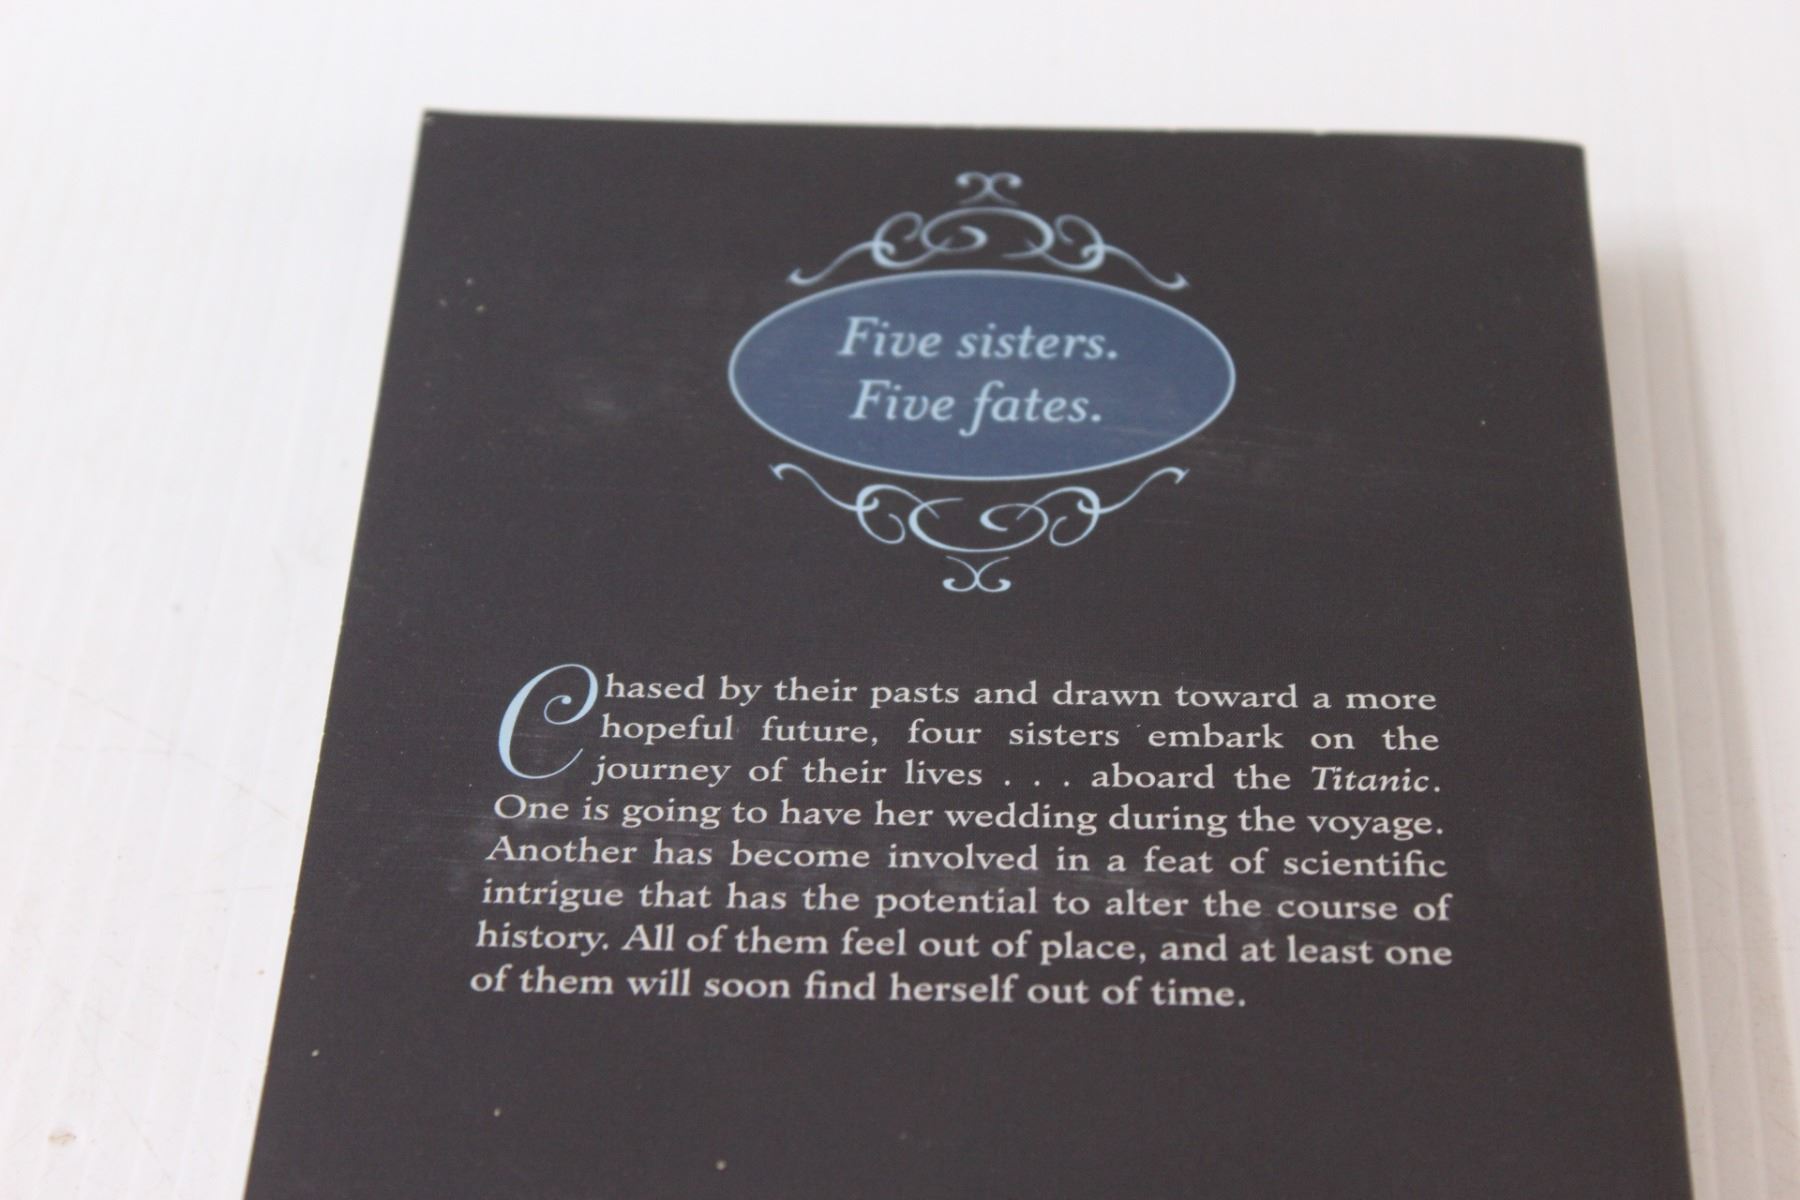 Five sisters.
Five fates.
Chased by their pasts and drawn toward a more
hopeful future, four sisters embark on the
journey of their lives . . . aboard the Titanic.
One is going to have her wedding during the voyage.
Another has become involved in a feat of scientific
intrigue that has the potential to alter the course of
history. All of them feel out of place, and at least one
of them will soon find herself out of time.